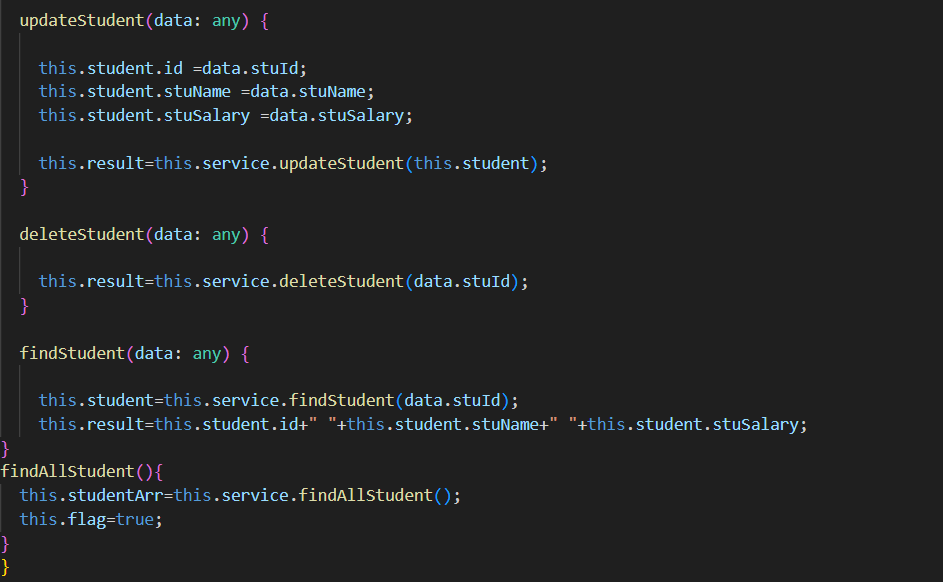 updateStudent(data: any) {
this.student.id =data.stuId;
this.student.stuName =data.stuName;
this.student.stuSalary =data.stuSalary;
this.result=this.service.updateStudent(this.student);
}
deleteStudent(data: any) {
this.result=this.service.deleteStudent(data.stuId);
}
findStudent(data: any) {
this.student=this.service.findStudent(data.stuId);
this.result=this.student.id+" "+this.student.stuName+" "+this.student.stuSalary;
}
findAllStudent(){
this.studentArr=this.service.findAllStudent();
this.flag=true;
}
}